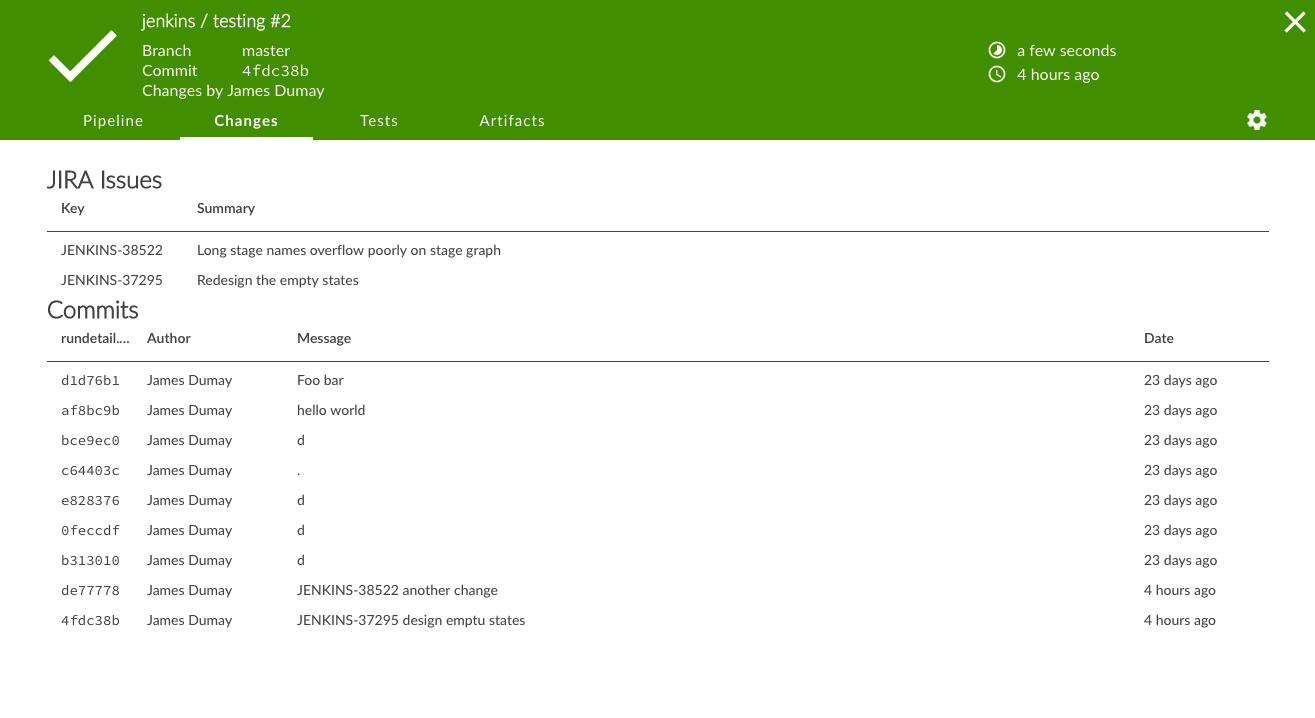 jenkins / testing #2
Branch master
Commit 4fdc38b
Changes by James Dumay
a few seconds
4 hours ago
Pipeline Changes Tests Artifacts
JIRA Issues
Key Summary
JENKINS-38522 Long stage names overflow poorly on stage graph
JENKINS-37295 Redesign the empty states
Commits
rundetail.... Author Message Date
d1d76b1 James Dumay Foo bar 23 days ago
af8bc9b James Dumay hello world 23 days ago
bce9ec0 James Dumay d 23 days ago
c64403c James Dumay . 23 days ago
e828376 James Dumay d 23 days ago
0feccdf James Dumay d 23 days ago
b313010 James Dumay d 23 days ago
de77778 James Dumay JENKINS-38522 another change 4 hours ago
4fdc38b James Dumay JENKINS-37295 design emptu states 4 hours ago